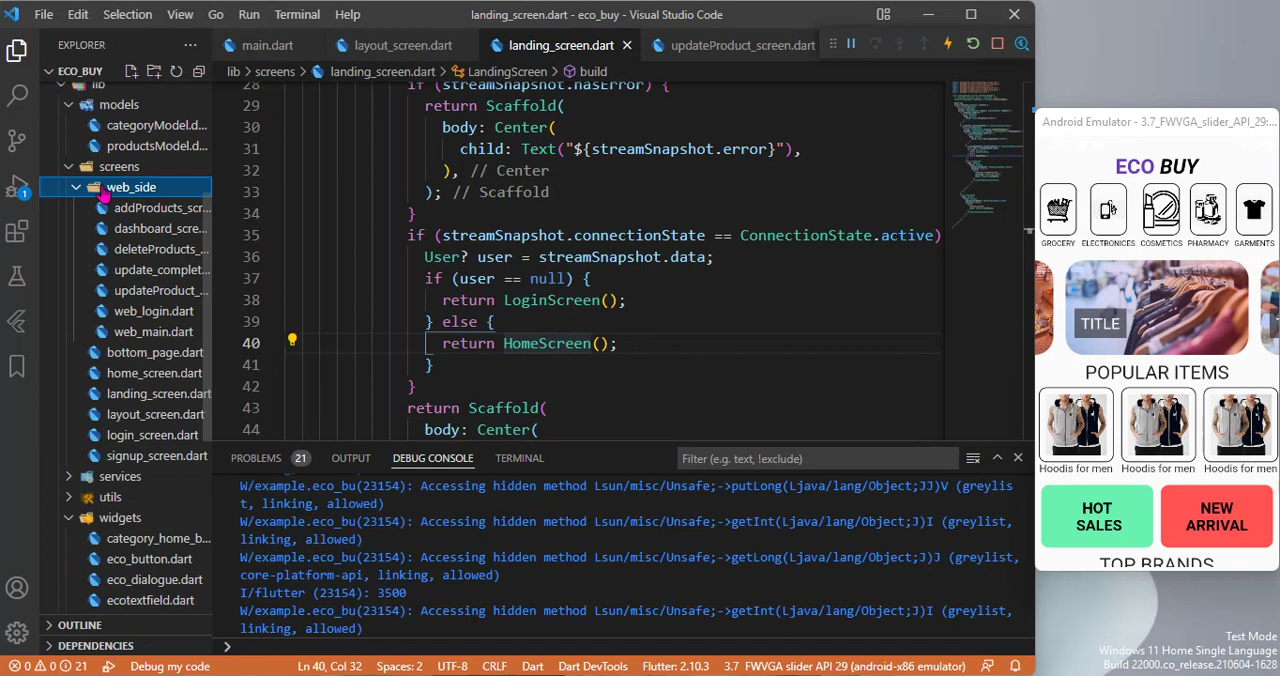 File Edit Selection View Go Run Terminal Help
landing_screen.dart - eco_buy - Visual Studio Code
EXPLORER
main.dart
layout_screen.dart
landing_screen.dart
updateProduct_screen.dart
ECO_BUY
lib > screens > landing_screen.dart > LandingScreen > build
lib
models
categoryModel.d...
productsModel.d...
screens
web_side
addProducts_scr...
dashboard_scre...
deleteProducts_...
update_complet...
updateProduct_...
web_login.dart
web_main.dart
bottom_page.dart
home_screen.dart
landing_screen.dart
layout_screen.dart
login_screen.dart
signup_screen.dart
services
utils
widgets
category_home_b...
eco_button.dart
eco_dialogue.dart
ecotextfield.dart
OUTLINE
DEPENDENCIES
1
28 if (streamSnapshot.hasError) {
29 return Scaffold(
30 body: Center(
31 child: Text("${streamSnapshot.error}"),
32 ), // Center
33 ); // Scaffold
34 }
35 if (streamSnapshot.connectionState == ConnectionState.active)
36 User? user = streamSnapshot.data;
37 if (user == null) {
38 return LoginScreen();
39 } else {
40 return HomeScreen();
41 }
42 }
43 return Scaffold(
44 body: Center(
PROBLEMS 21 OUTPUT DEBUG CONSOLE TERMINAL
Filter (e.g. text, !exclude)
W/example.eco_bu(23154): Accessing hidden method Lsun/misc/Unsafe;->putLong(Ljava/lang/Object;JJ)V (greylis
t, linking, allowed)
W/example.eco_bu(23154): Accessing hidden method Lsun/misc/Unsafe;->getInt(Ljava/lang/Object;J)I (greylist,
linking, allowed)
W/example.eco_bu(23154): Accessing hidden method Lsun/misc/Unsafe;->getLong(Ljava/lang/Object;J)J (greylist,
core-platform-api, linking, allowed)
I/flutter (23154): 3500
W/example.eco_bu(23154): Accessing hidden method Lsun/misc/Unsafe;->getInt(Ljava/lang/Object;J)I (greylist,
linking, allowed)
>
0 0 21 Debug my code
Ln 40, Col 32 Spaces: 2 UTF-8 CRLF Dart Dart DevTools Flutter: 2.10.3 3.7 FWVGA slider API 29 (android-x86 emulator)
Android Emulator - 3.7_FWVGA_slider_API_29:...
ECO BUY
GROCERY ELECTRONICES COSMETICS PHARMACY GARMENTS
TITLE
POPULAR ITEMS
Hoodis for men Hoodis for men Hoodis for men
HOT
SALES
NEW
ARRIVAL
TOP BRANDS
Test Mode
Windows 11 Home Single Language
Build 22000.co_release.210604-1628